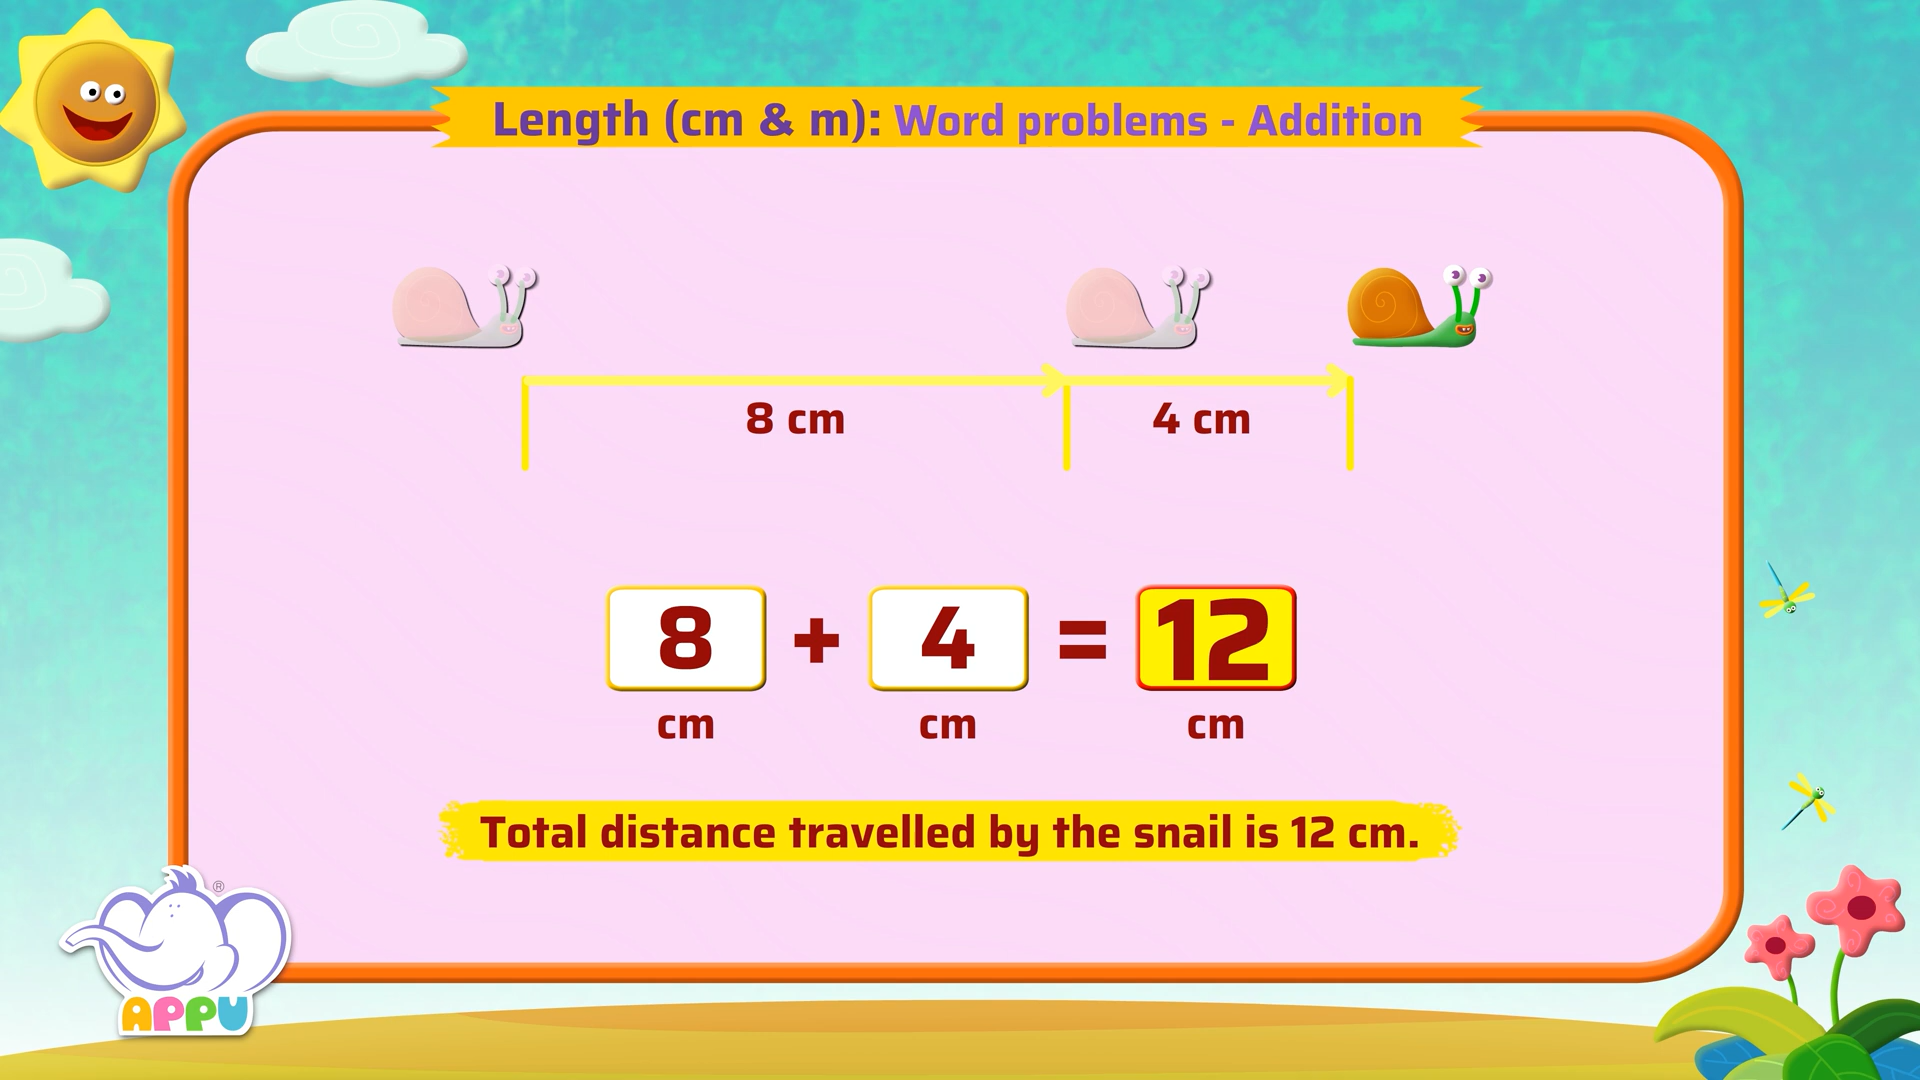 Length (cm & m): Word problems - Addition
8 cm
4 cm
8 + 4 = 12
cm cm cm
Total distance travelled by the snail is 12 cm.
®
APPU